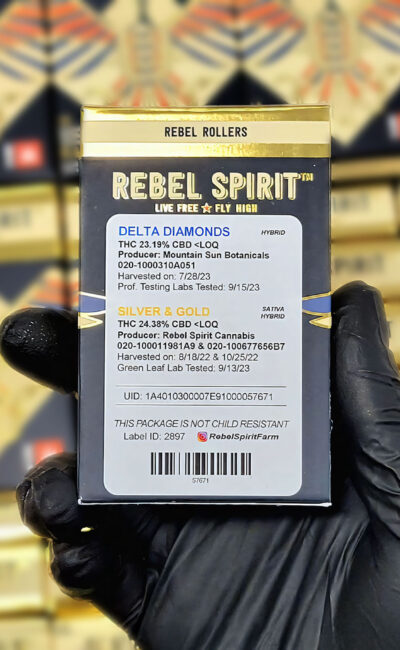 REBEL ROLLERS
REBEL SPIRIT™
LIVE FREE ★ FLY HIGH
DELTA DIAMONDS HYBRID
THC 23.19% CBD <LOQ
Producer: Mountain Sun Botanicals
020-1000310A051
Harvested on: 7/28/23
Prof. Testing Labs Tested: 9/15/23
SILVER & GOLD SATIVA
HYBRID
THC 24.38% CBD <LOQ
Producer: Rebel Spirit Cannabis
020-100011981A9 & 020-100677656B7
Harvested on: 8/18/22 & 10/25/22
Green Leaf Lab Tested: 9/13/23
UID: 1A4010300007E91000057671
THIS PACKAGE IS NOT CHILD RESISTANT
Label ID: 2897 RebelSpiritFarm
57671